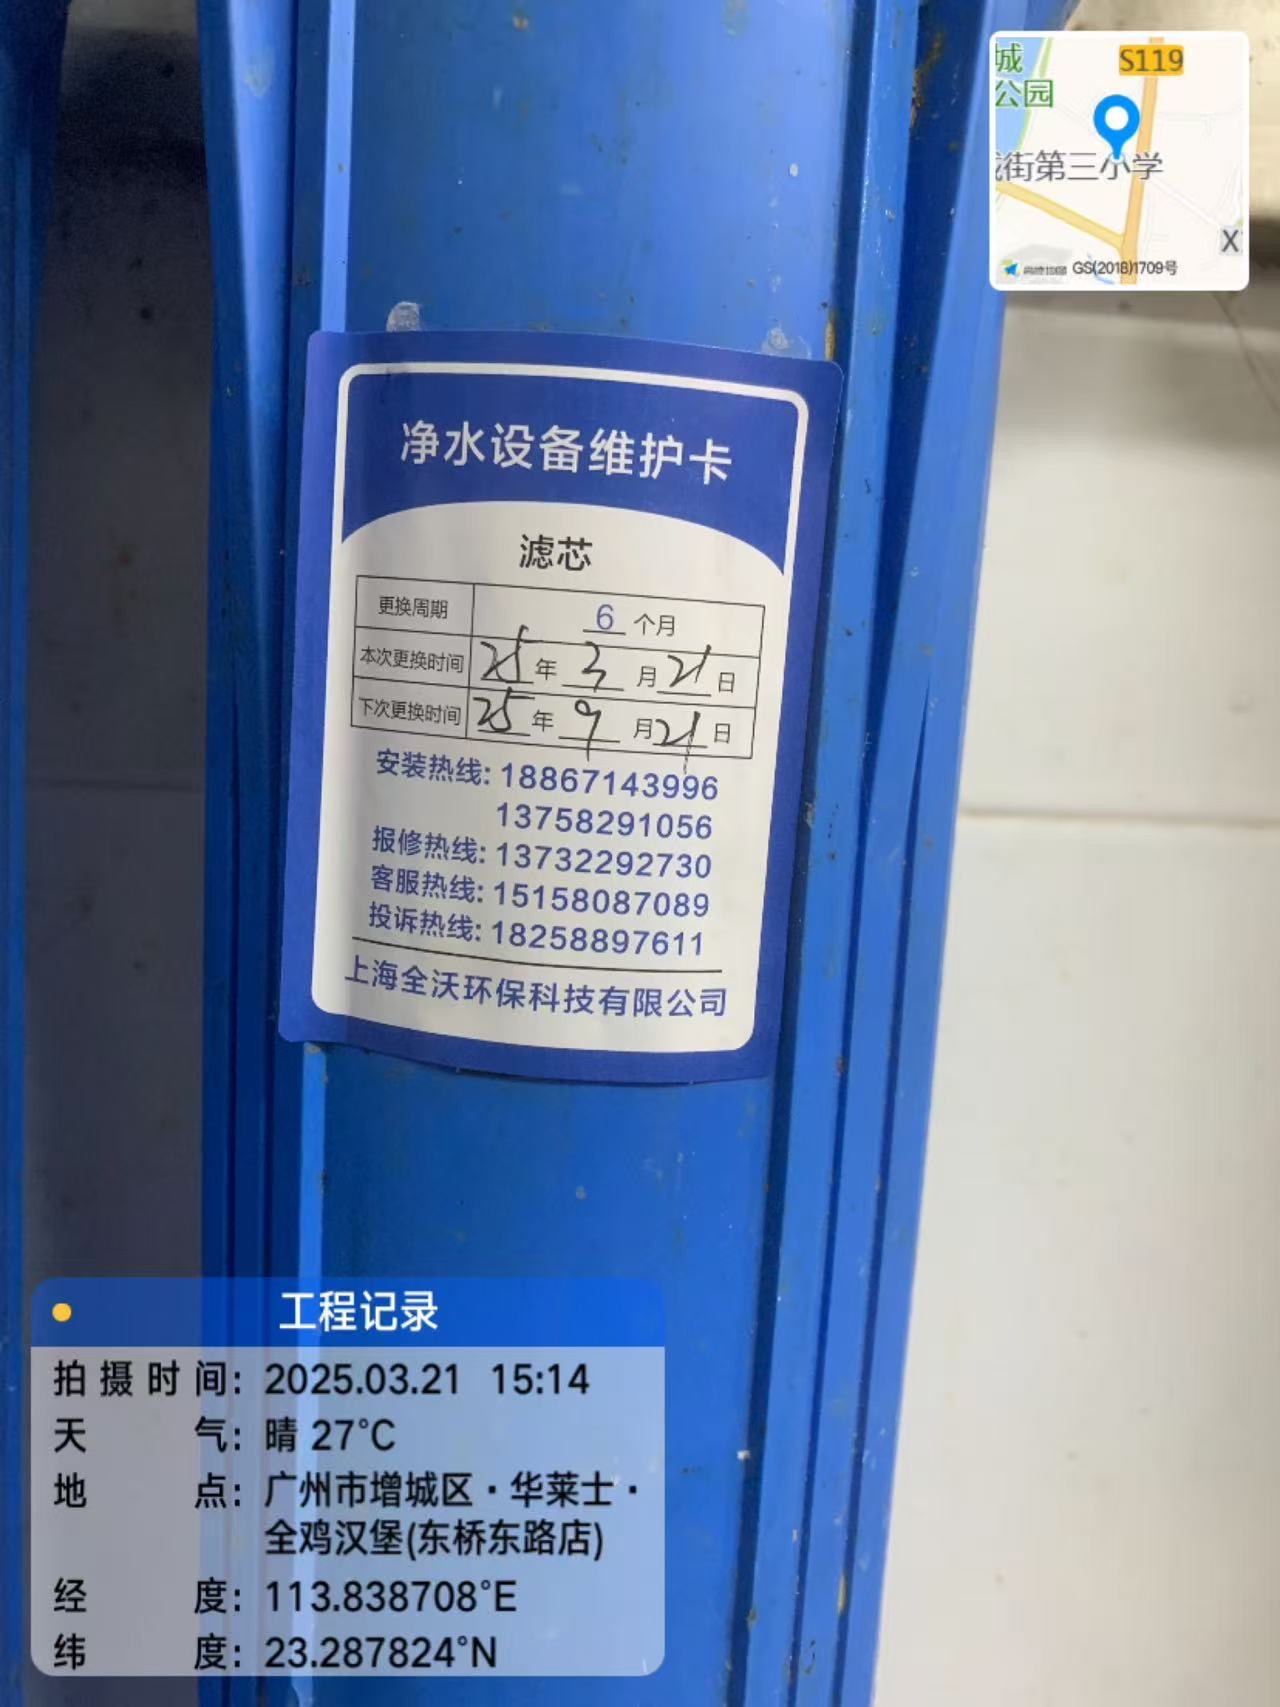 城
公园
S119
街第三小学
X
高德地图 GS(2018)1709号
净水设备维护卡
滤芯
更换周期 6 个月
本次更换时间 25 年 3 月 21 日
下次更换时间 25 年 9 月 21 日
安装热线: 18867143996
13758291056
报修热线: 13732292730
客服热线: 15158087089
投诉热线: 18258897611
上海全沃环保科技有限公司
工程记录
拍摄时间: 2025.03.21 15:14
天气: 晴 27°C
地点: 广州市增城区·华莱士·
全鸡汉堡(东桥东路店)
经度: 113.838708°E
纬度: 23.287824°N